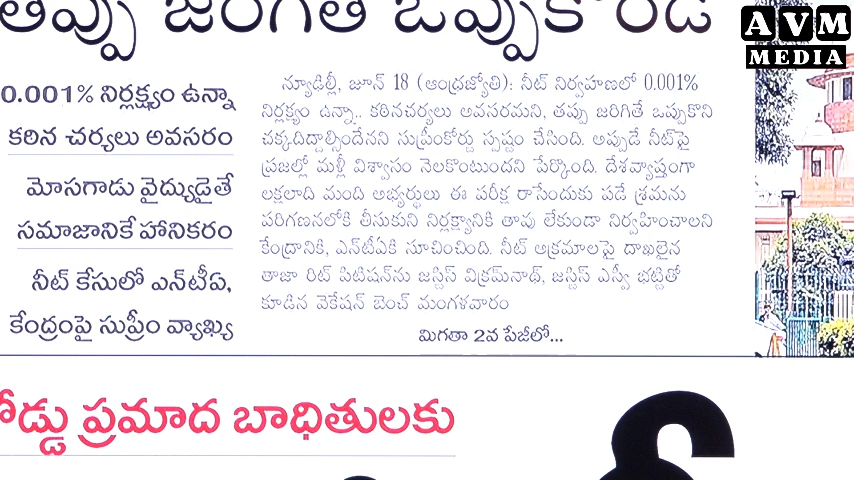 తప్పు జరిగితే ఒప్పుకోండి
AVM
MEDIA
0.001% నిర్లక్ష్యం ఉన్నా
కఠిన చర్యలు అవసరం
మోసగాడు వైద్యుడైతే
సమాజానికే హానికరం
నీట్ కేసులో ఎన్‌టీఏ,
కేంద్రంపై సుప్రీం వ్యాఖ్య
న్యూఢిల్లీ, జూన్ 18 (ఆంధ్రజ్యోతి): నీట్ నిర్వహణలో 0.001%
నిర్లక్ష్యం ఉన్నా.. కఠినచర్యలు అవసరమని, తప్పు జరిగితే ఒప్పుకొని
చక్కదిద్దాల్సిందేనని సుప్రీంకోర్టు స్పష్టం చేసింది. అప్పుడే నీట్‌పై
ప్రజల్లో మళ్లీ విశ్వాసం నెలకొంటుందని పేర్కొంది. దేశవ్యాప్తంగా
లక్షలాది మంది అభ్యర్థులు ఈ పరీక్ష రాసేందుకు పడే శ్రమను
పరిగణనలోకి తీసుకుని నిర్లక్ష్యానికి తావు లేకుండా నిర్వహించాలని
కేంద్రానికి, ఎన్‌టీఏకి సూచించింది. నీట్ అక్రమాలపై దాఖలైన
తాజా రిట్ పిటిషన్‌ను జస్టిస్ విక్రమ్‌నాథ్, జస్టిస్ ఎస్వీ భట్టితో
కూడిన వెకేషన్ బెంచ్ మంగళవారం
మిగతా 2వ పేజీలో...
రోడ్డు ప్రమాద బాధితులకు